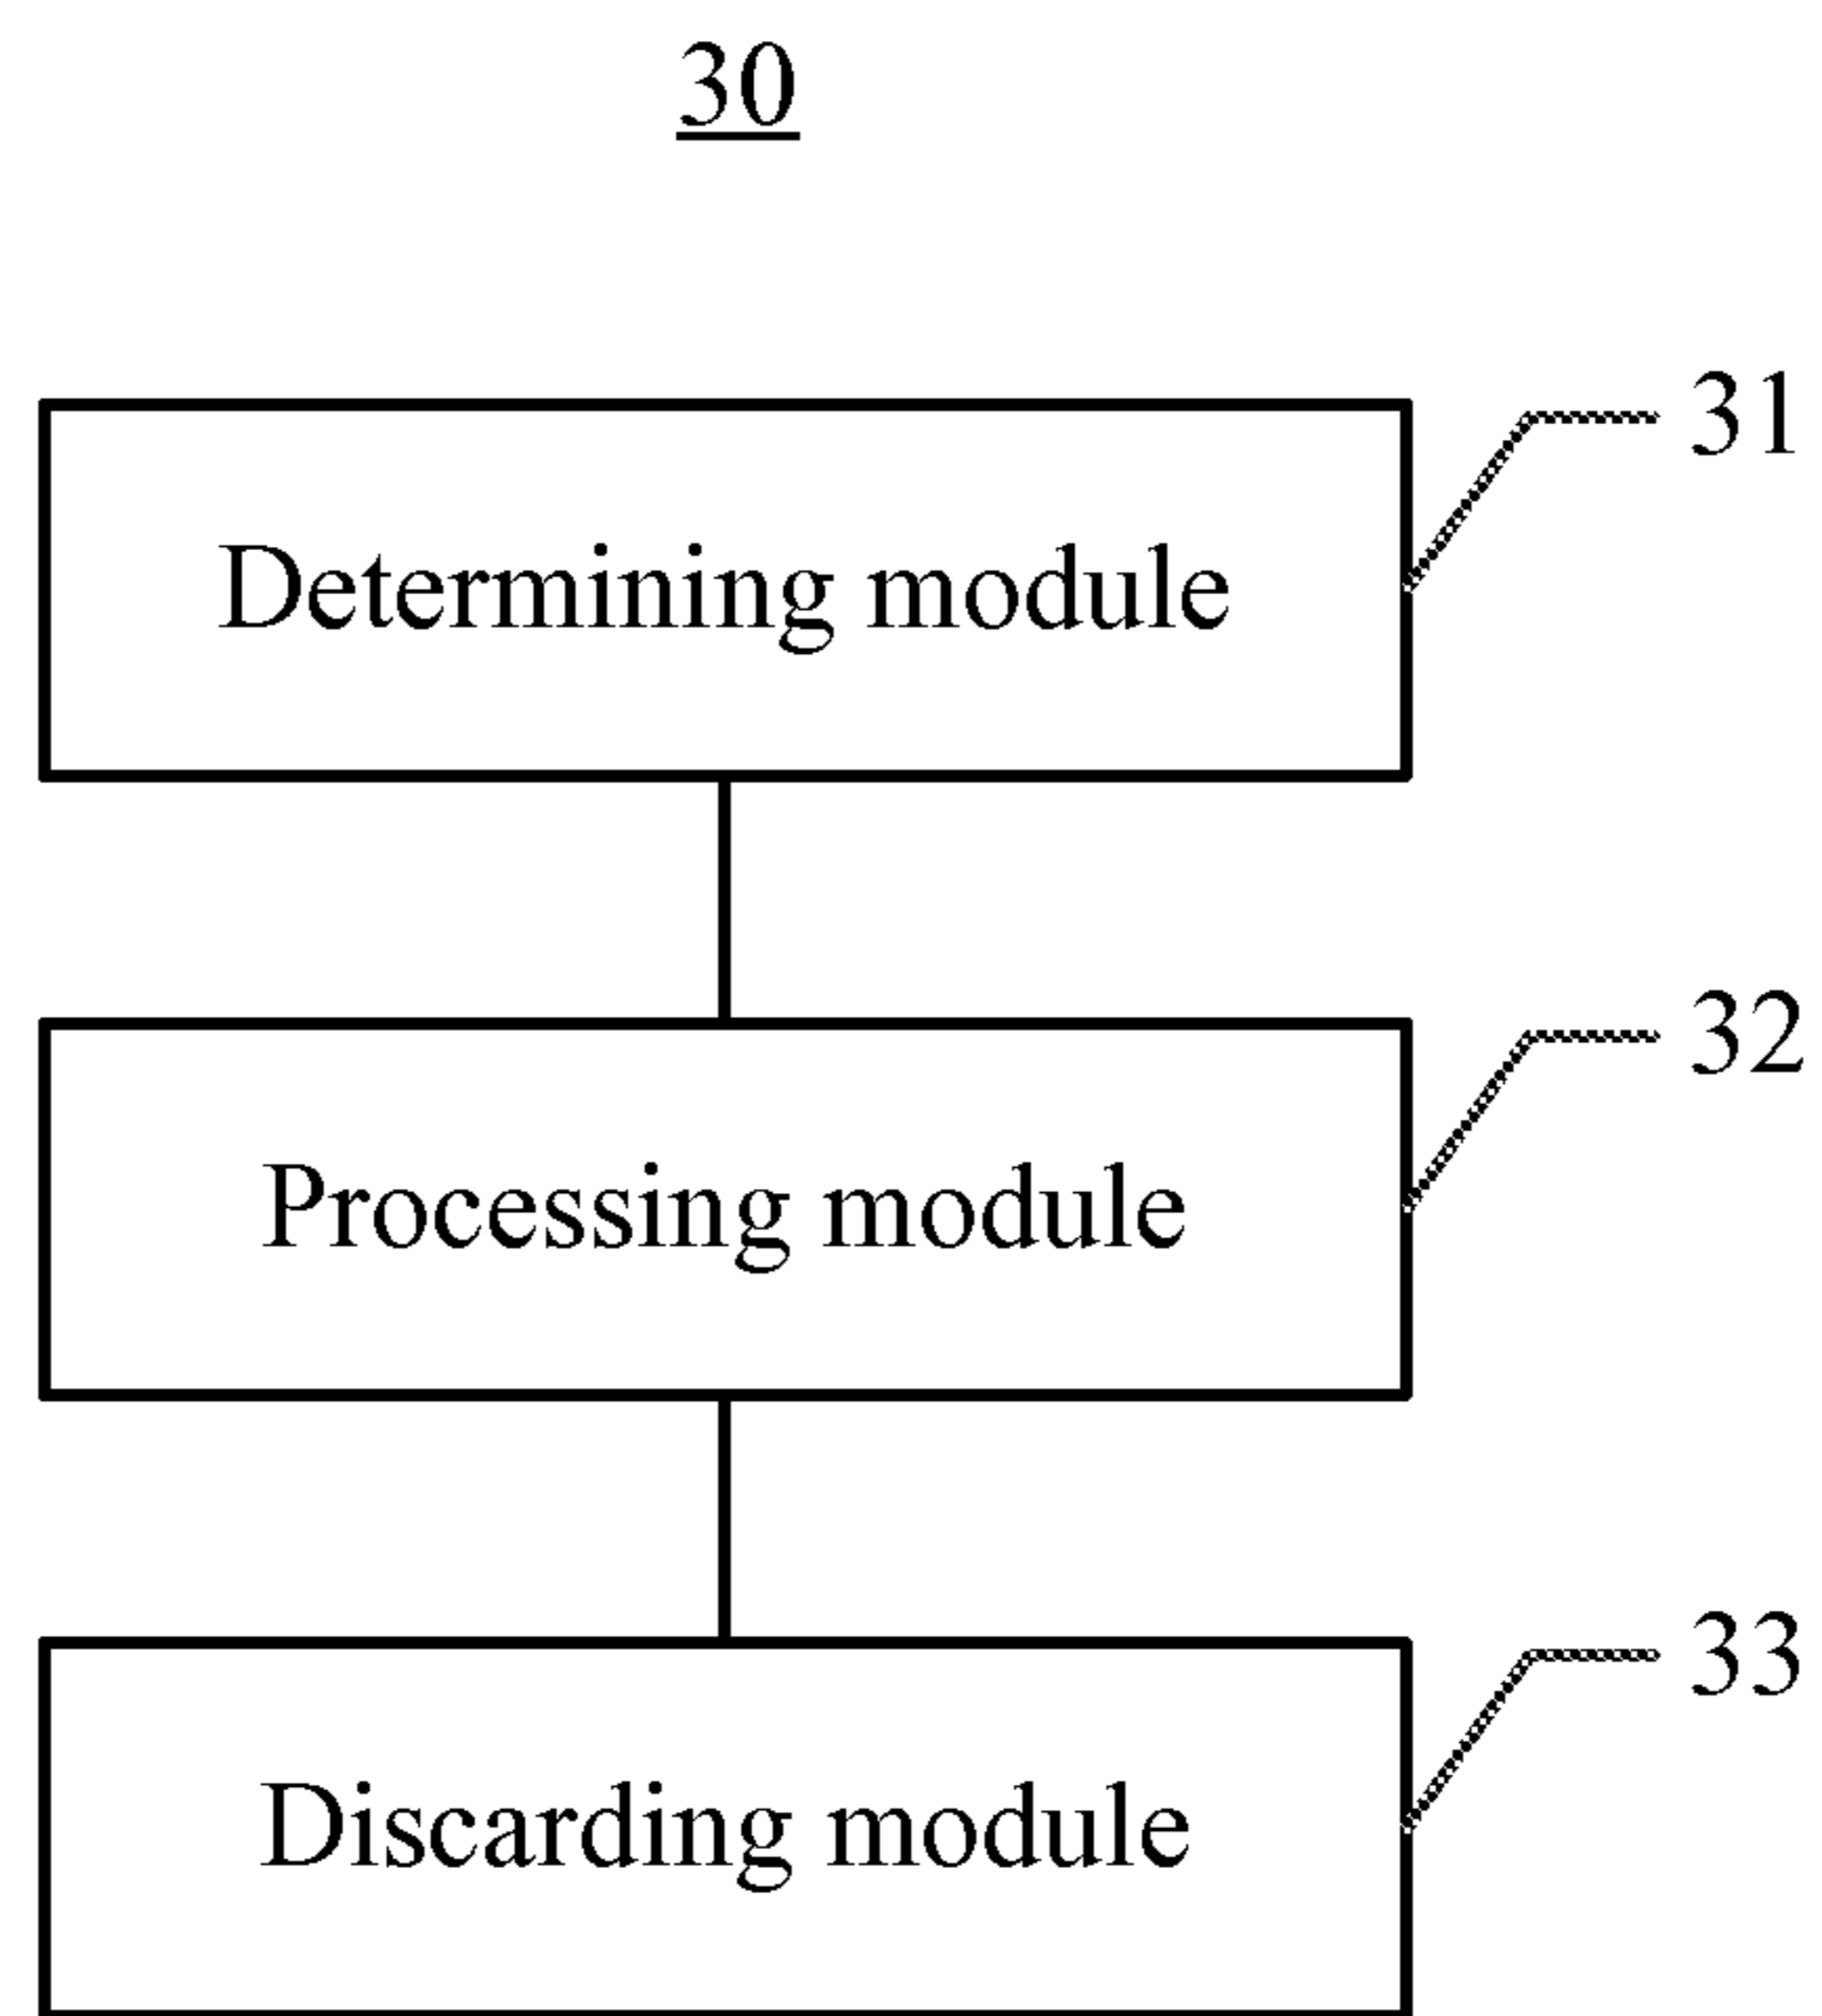 30
31
Determining module
32
Processing module
33
Discarding module